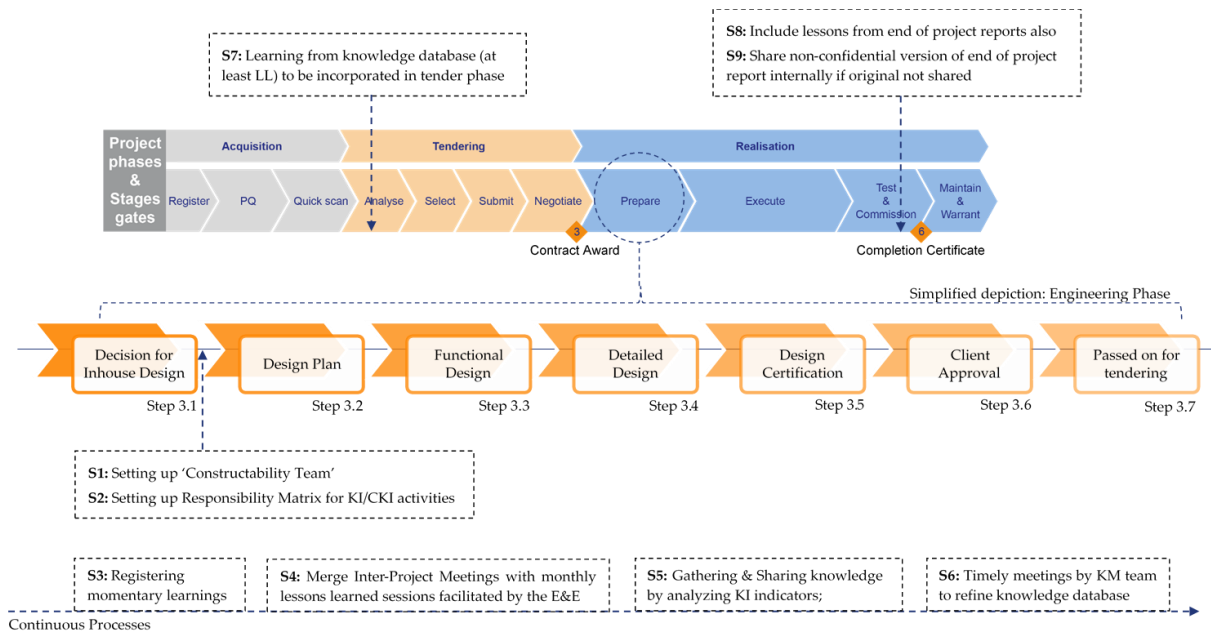 S7: Learning from knowledge database (at
least LL) to be incorporated in tender phase
S8: Include lessons from end of project reports also
S9: Share non-confidential version of end of project
report internally if original not shared
Project
phases
&
Stages
gates
Acquisition
Tendering
Realisation
Register
PQ
Quick scan
Analyse
Select
Submit
Negotiate
Prepare
Execute
Test
&
Commission
Maintain
&
Warrant
3
6
Contract Award
Completion Certificate
Simplified depiction: Engineering Phase
Decision for
Inhouse Design
Design Plan
Functional
Design
Detailed
Design
Design
Certification
Client
Approval
Passed on for
tendering
Step 3.1
Step 3.2
Step 3.3
Step 3.4
Step 3.5
Step 3.6
Step 3.7
S1: Setting up ‘Constructability Team’
S2: Setting up Responsibility Matrix for KI/CKI activities
S3: Registering
momentary learnings
S4: Merge Inter-Project Meetings with monthly
lessons learned sessions facilitated by the E&E
S5: Gathering & Sharing knowledge
by analyzing KI indicators;
S6: Timely meetings by KM team
to refine knowledge database
Continuous Processes